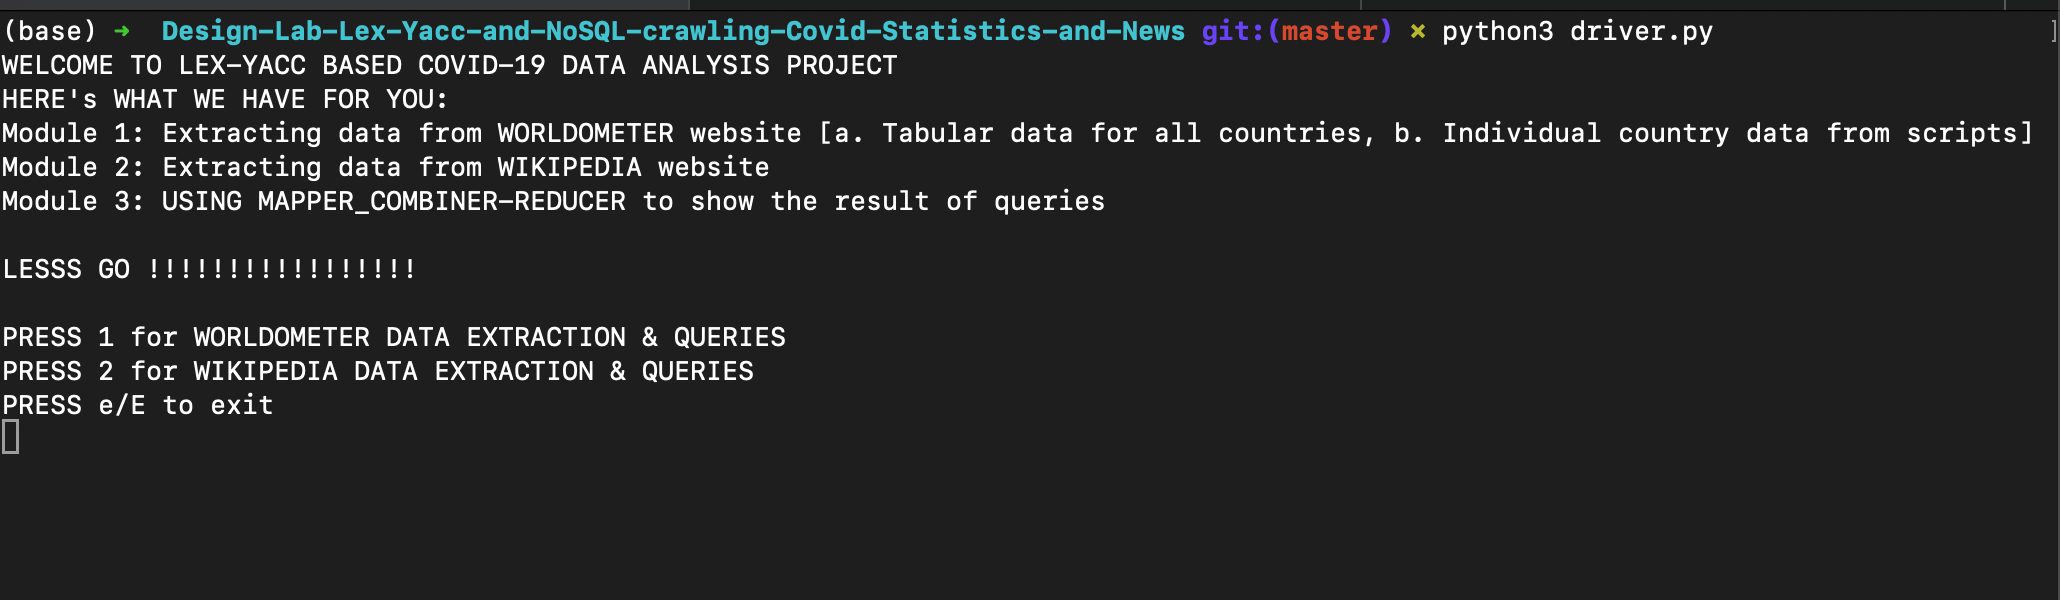 (base) ➜  Design-Lab-Lex-Yacc-and-NoSQL-crawling-Covid-Statistics-and-News git:(master) ✗ python3 driver.py ]
WELCOME TO LEX-YACC BASED COVID-19 DATA ANALYSIS PROJECT
HERE's WHAT WE HAVE FOR YOU:
Module 1: Extracting data from WORLDOMETER website [a. Tabular data for all countries, b. Individual country data from scripts]
Module 2: Extracting data from WIKIPEDIA website
Module 3: USING MAPPER_COMBINER-REDUCER to show the result of queries
LESSS GO !!!!!!!!!!!!!!!!!
PRESS 1 for WORLDOMETER DATA EXTRACTION & QUERIES
PRESS 2 for WIKIPEDIA DATA EXTRACTION & QUERIES
PRESS e/E to exit